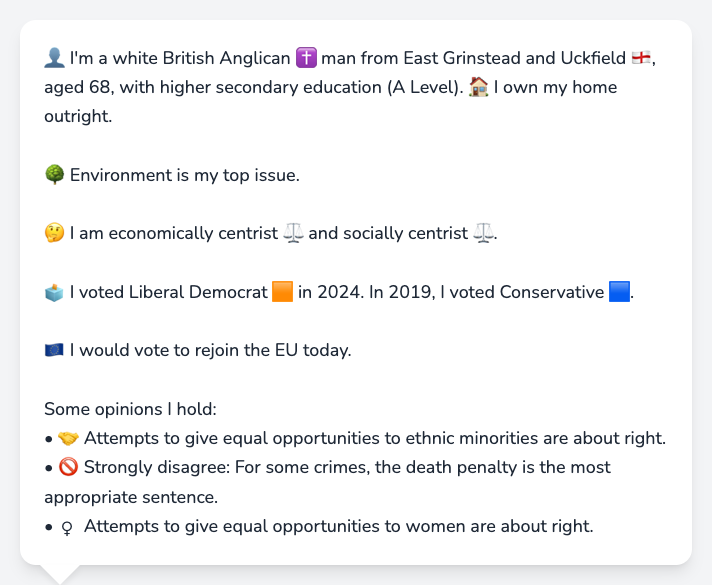 👤 I'm a white British Anglican ✝️ man from East Grinstead and Uckfield 🏴󠁧󠁢󠁥󠁮󠁧󠁿,
aged 68, with higher secondary education (A Level). 🏠 I own my home
outright.
🌳 Environment is my top issue.
🤔 I am economically centrist ⚖️ and socially centrist ⚖️.
🗳️ I voted Liberal Democrat 🟧 in 2024. In 2019, I voted Conservative 🟦.
🇪🇺 I would vote to rejoin the EU today.
Some opinions I hold:
• 🤝 Attempts to give equal opportunities to ethnic minorities are about right.
• 🚫 Strongly disagree: For some crimes, the death penalty is the most
appropriate sentence.
• ♀ Attempts to give equal opportunities to women are about right.